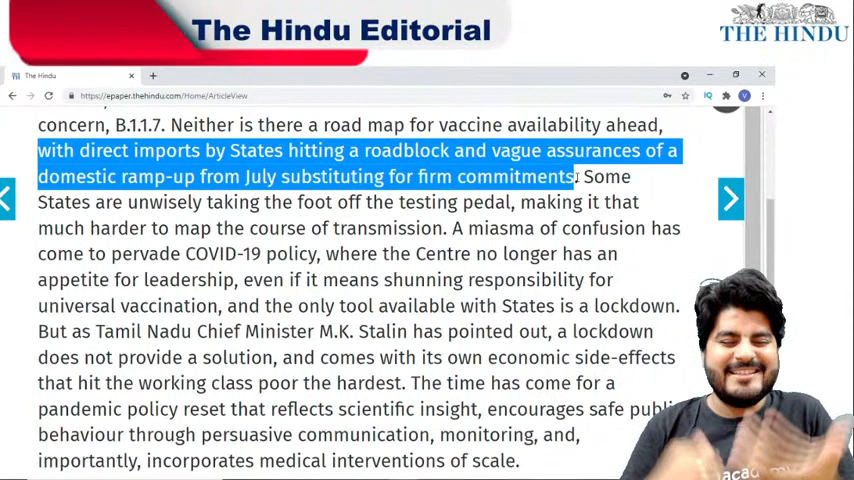 The Hindu Editorial
THE HINDU
The Hindu
https://epaper.thehindu.com/Home/ArticleView
concern, B.1.1.7. Neither is there a road map for vaccine availability ahead,
with direct imports by States hitting a roadblock and vague assurances of a
domestic ramp-up from July substituting for firm commitments. Some
States are unwisely taking the foot off the testing pedal, making it that
much harder to map the course of transmission. A miasma of confusion has
come to pervade COVID-19 policy, where the Centre no longer has an
appetite for leadership, even if it means shunning responsibility for
universal vaccination, and the only tool available with States is a lockdown.
But as Tamil Nadu Chief Minister M.K. Stalin has pointed out, a lockdown
does not provide a solution, and comes with its own economic side-effects
that hit the working class poor the hardest. The time has come for a
pandemic policy reset that reflects scientific insight, encourages safe publi
behaviour through persuasive communication, monitoring, and,
importantly, incorporates medical interventions of scale.